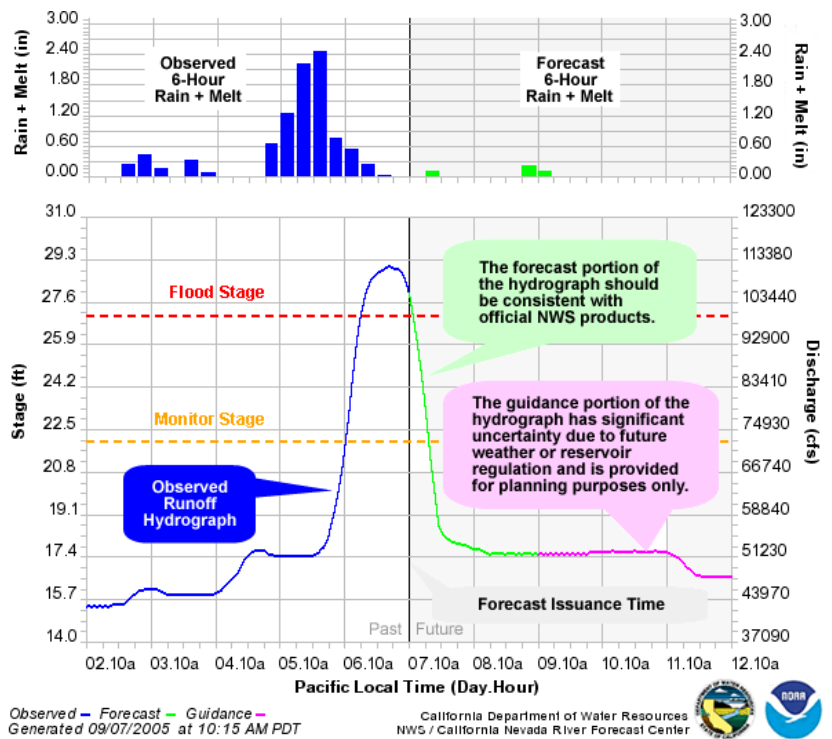 3.00
2.40
1.80
1.20
0.60
0.00
Rain + Melt (in)
Observed
6-Hour
Rain + Melt
Forecast
6-Hour
Rain + Melt
3.00
2.40
1.80
1.20
0.60
0.00
Rain + Melt (in)
31.0
29.3
27.6
25.9
24.2
22.5
20.8
19.1
17.4
15.7
14.0
Stage (ft)
Flood Stage
Monitor Stage
Observed
Runoff
Hydrograph
The forecast portion of
the hydrograph should
be consistent with
official NWS products.
The guidance portion of the
hydrograph has significant
uncertainty due to future
weather or reservoir
regulation and is provided
for planning purposes only.
Forecast Issuance Time
Past
Future
123300
113380
103440
92900
83410
74930
66740
58840
51230
43970
37090
Discharge (cfs)
02.10a 03.10a 04.10a 05.10a 06.10a 07.10a 08.10a 09.10a 10.10a 11.10a 12.10a
Pacific Local Time (Day.Hour)
Observed – Forecast – Guidance –
Generated 09/07/2005 at 10:15 AM PDT
California Department of Water Resources
NWS / California Nevada River Forecast Center
NOAA